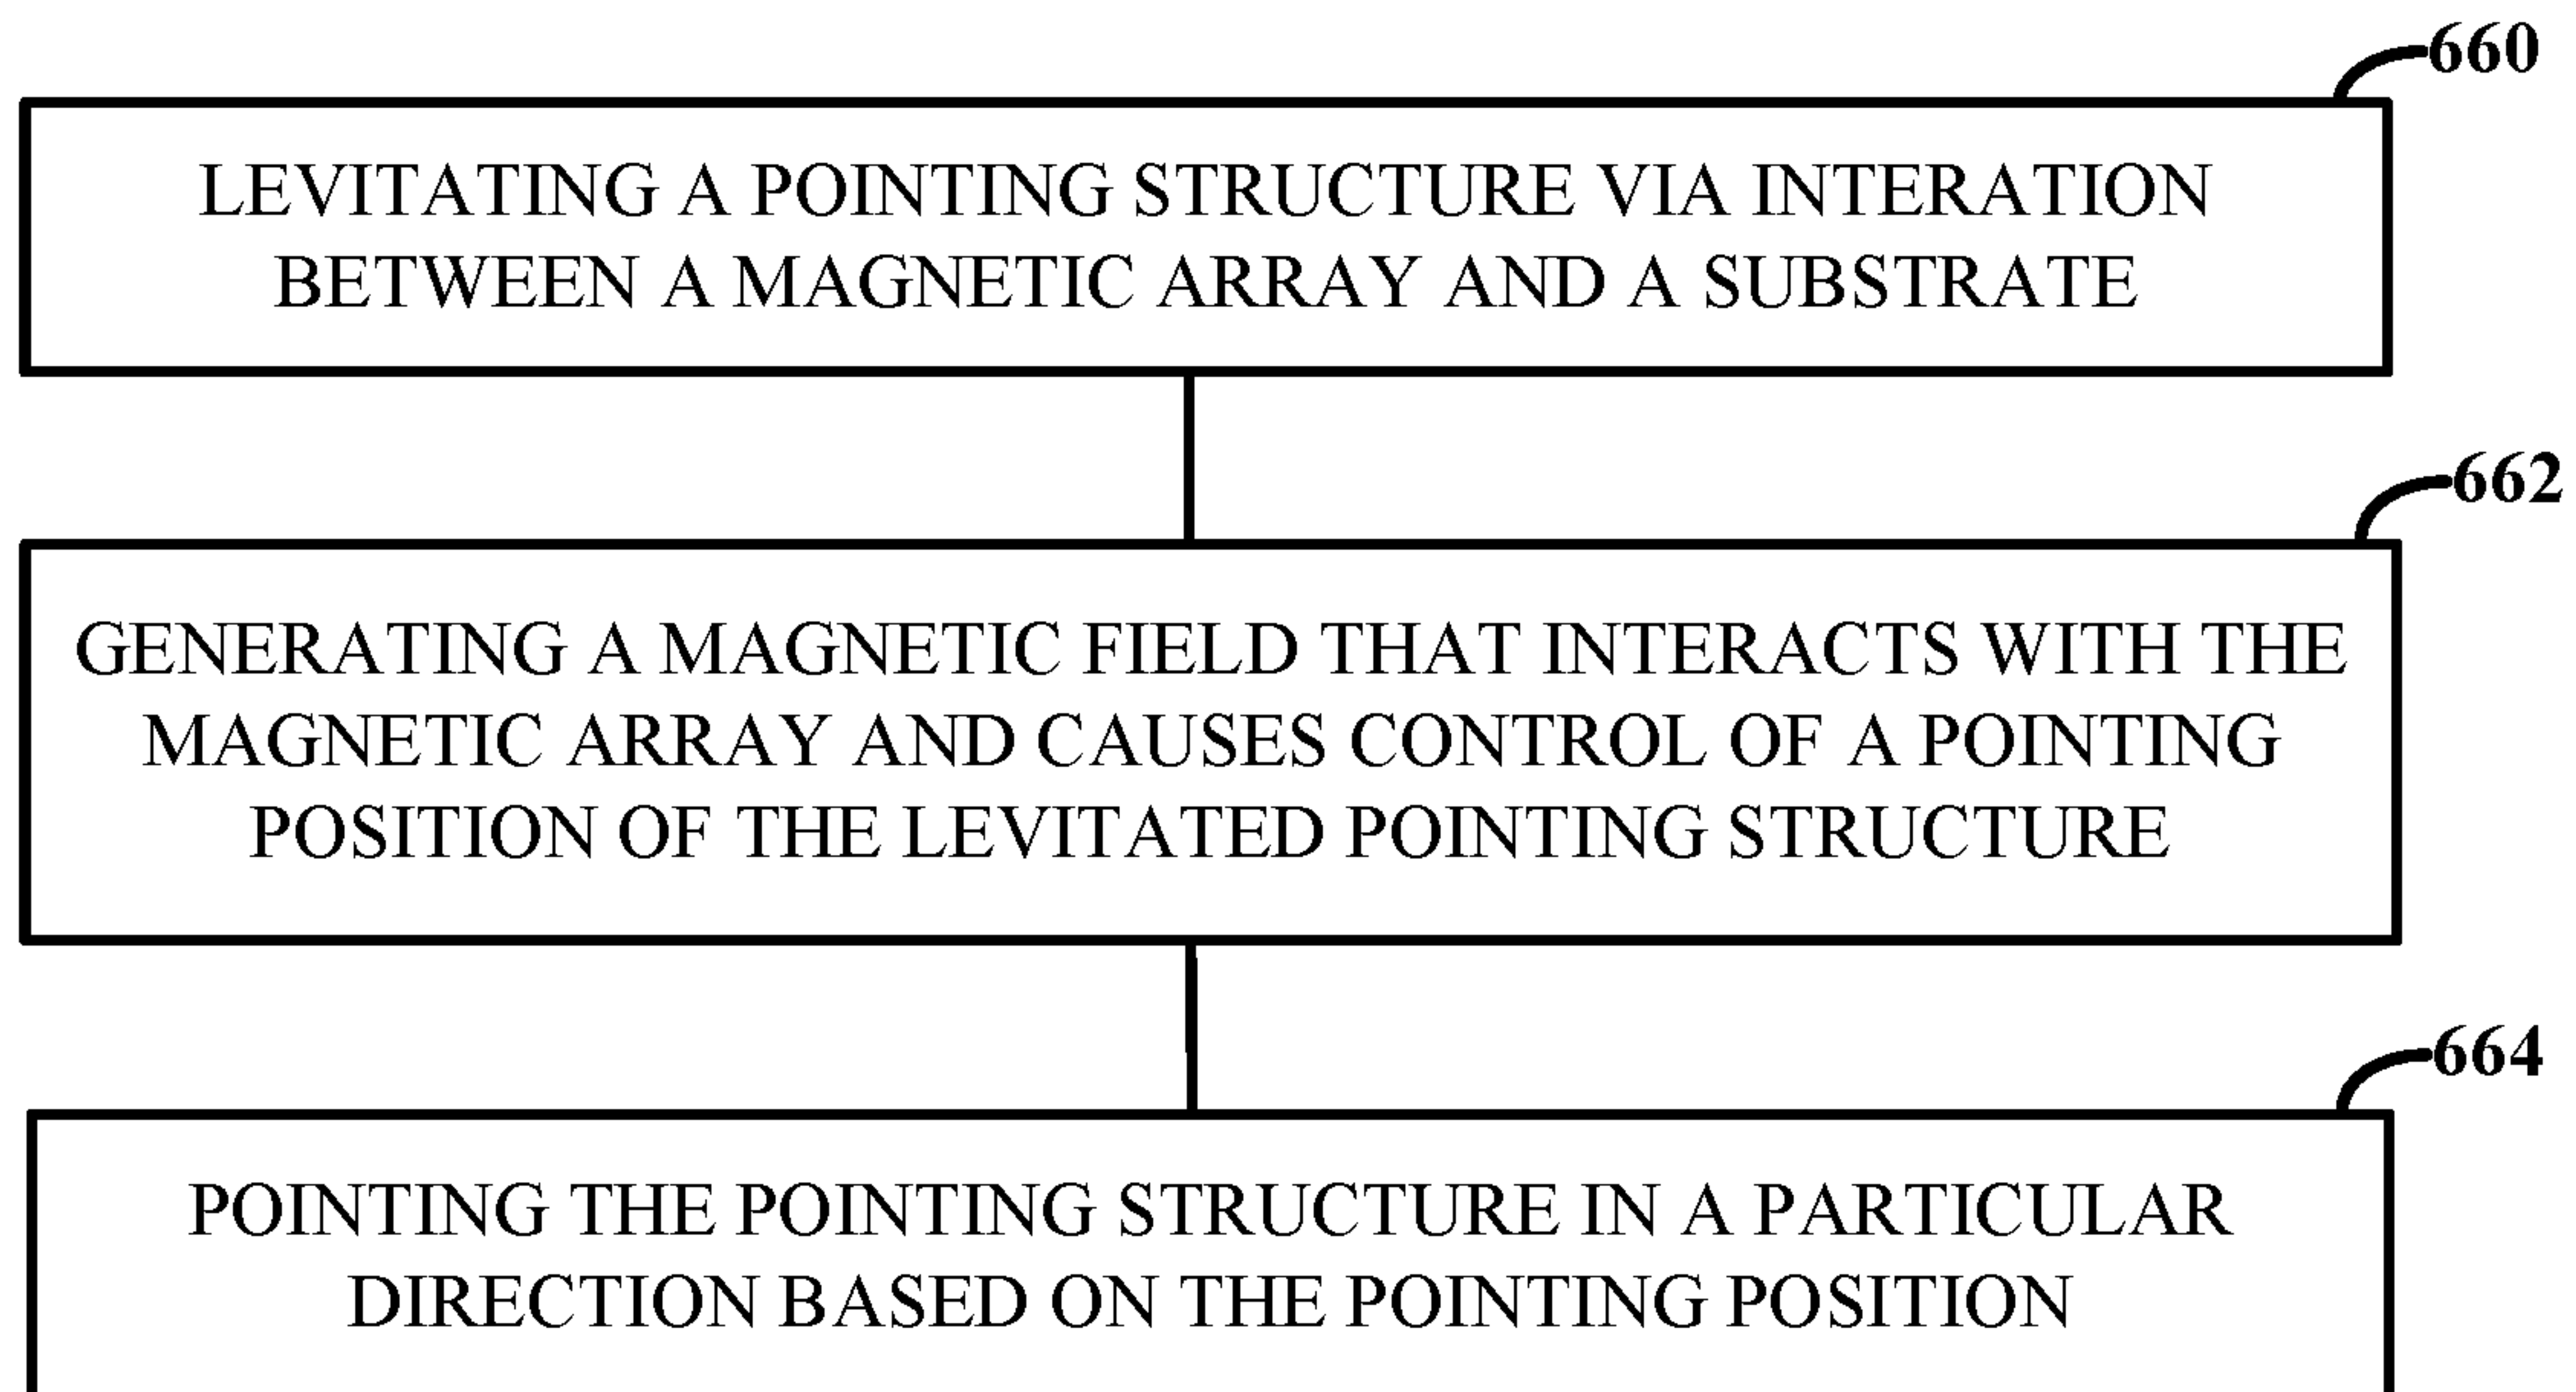 660
LEVITATING A POINTING STRUCTURE VIA INTERATION
BETWEEN A MAGNETIC ARRAY AND A SUBSTRATE
662
GENERATING A MAGNETIC FIELD THAT INTERACTS WITH THE
MAGNETIC ARRAY AND CAUSES CONTROL OF A POINTING
POSITION OF THE LEVITATED POINTING STRUCTURE
664
POINTING THE POINTING STRUCTURE IN A PARTICULAR
DIRECTION BASED ON THE POINTING POSITION